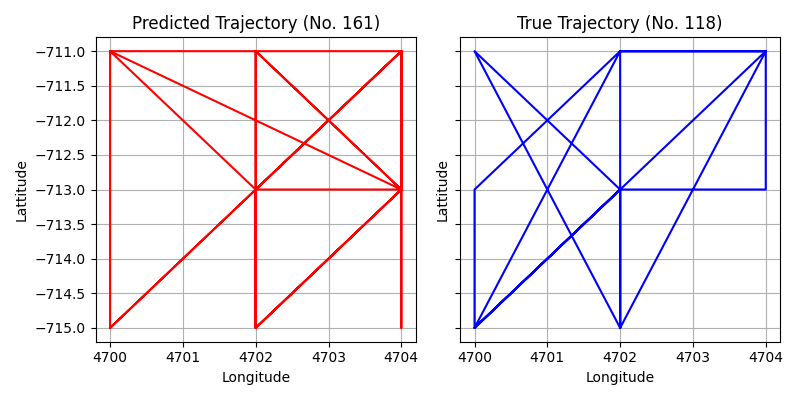 Predicted Trajectory (No. 161)
−711.0
−711.5
−712.0
−712.5
−713.0
−713.5
−714.0
−714.5
−715.0
Lattitude
4700 4701 4702 4703 4704
Longitude
True Trajectory (No. 118)
Lattitude
4700 4701 4702 4703 4704
Longitude